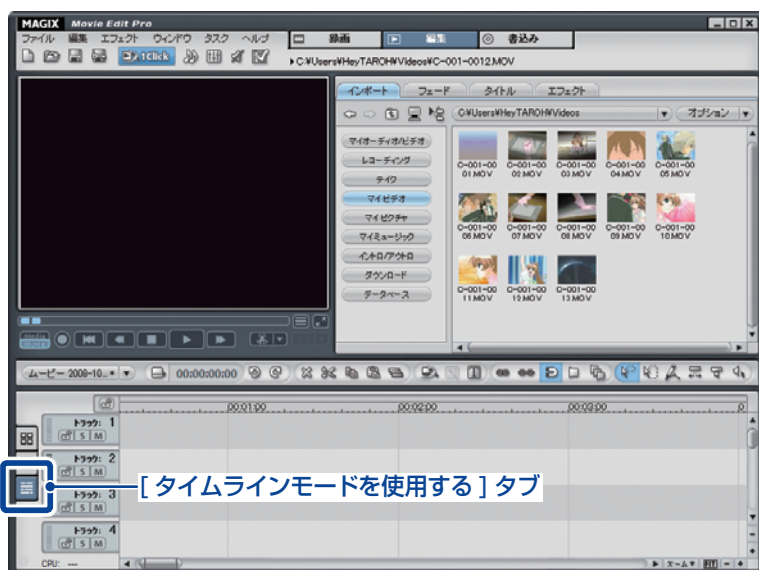 MAGIX Movie Edit Pro
ファイル 編集 エフェクト ウィンドウ タスク ヘルプ
録画 編集 書込み
1Click
C:¥Users¥HeyTAROH¥Videos¥C-001-0012.MOV
インポート フェード タイトル エフェクト
C:¥Users¥HeyTAROH¥Videos オプション
マイオーディオ/ビデオ
レコーディング
テイク
マイビデオ
マイピクチャ
マイミュージック
イントロ/アウトロ
ダウンロード
データベース
C-001-0001.MOV C-001-0002.MOV C-001-0003.MOV C-001-0004.MOV C-001-0005.MOV
C-001-0006.MOV C-001-0007.MOV C-001-0008.MOV C-001-0009.MOV C-001-0010.MOV
C-001-0011.MOV C-001-0012.MOV C-001-0013.MOV
ムービー 2008-10..* 00:00:00:00
00:01:00 00:02:00 00:03:00
トラック: 1
S M
トラック: 2
S M
[ タイムラインモードを使用する ] タブ
トラック: 3
S M
トラック: 4
S M
CPU: --- ズーム